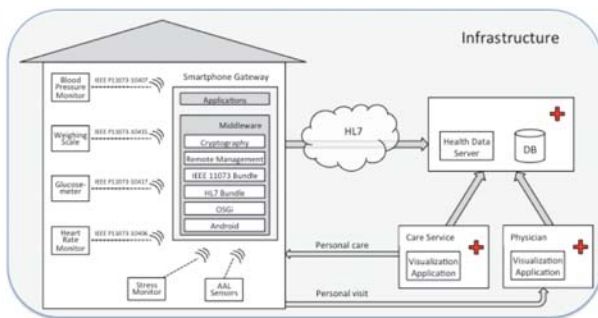 Infrastructure
Blood
Pressure
Monitor
IEEE P11073-10407
Weighing
Scale
IEEE P11073-10415
Glucose-
meter
IEEE P11073-10417
Heart
Rate
Monitor
IEEE P11073-10406
Smartphone Gateway
Applications
Middleware
Cryptography
Remote Management
IEEE 11073 Bundle
HL7 Bundle
OSGi
Android
Stress
Monitor
AAL
Sensors
HL7
Health Data
Server
DB
Personal care
Care Service
Visualization
Application
Physician
Visualization
Application
Personal visit